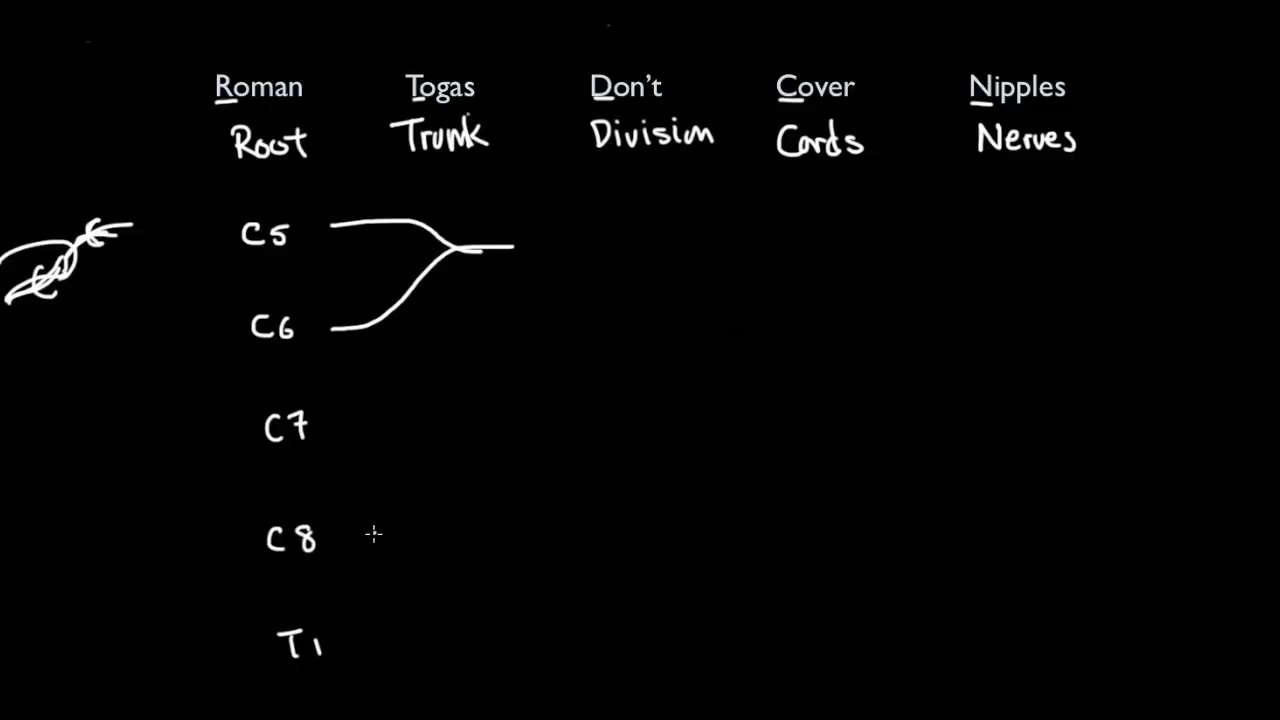 Roman Togas Don't Cover Nipples
Root Trunk Division Cords Nerves
C5
C6
C7
C8
T1